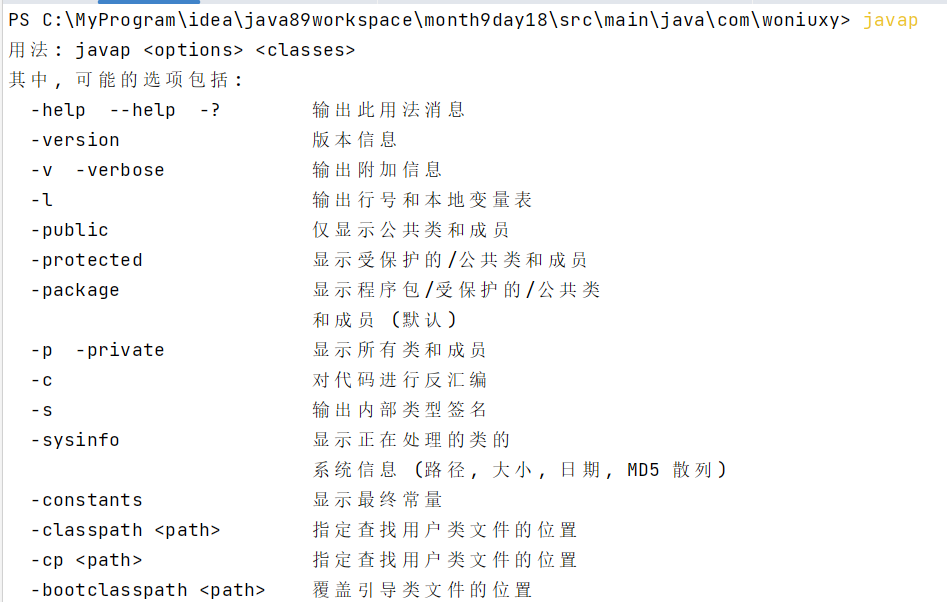 PS C:\MyProgram\idea\java89workspace\month9day18\src\main\java\com\woniuxy> javap
用法: javap <options> <classes>
其中, 可能的选项包括:
  -help  --help  -?        输出此用法消息
  -version                 版本信息
  -v  -verbose             输出附加信息
  -l                       输出行号和本地变量表
  -public                  仅显示公共类和成员
  -protected               显示受保护的/公共类和成员
  -package                 显示程序包/受保护的/公共类
                           和成员 (默认)
  -p  -private             显示所有类和成员
  -c                       对代码进行反汇编
  -s                       输出内部类型签名
  -sysinfo                 显示正在处理的类的
                           系统信息 (路径, 大小, 日期, MD5 散列)
  -constants               显示最终常量
  -classpath <path>        指定查找用户类文件的位置
  -cp <path>               指定查找用户类文件的位置
  -bootclasspath <path>    覆盖引导类文件的位置